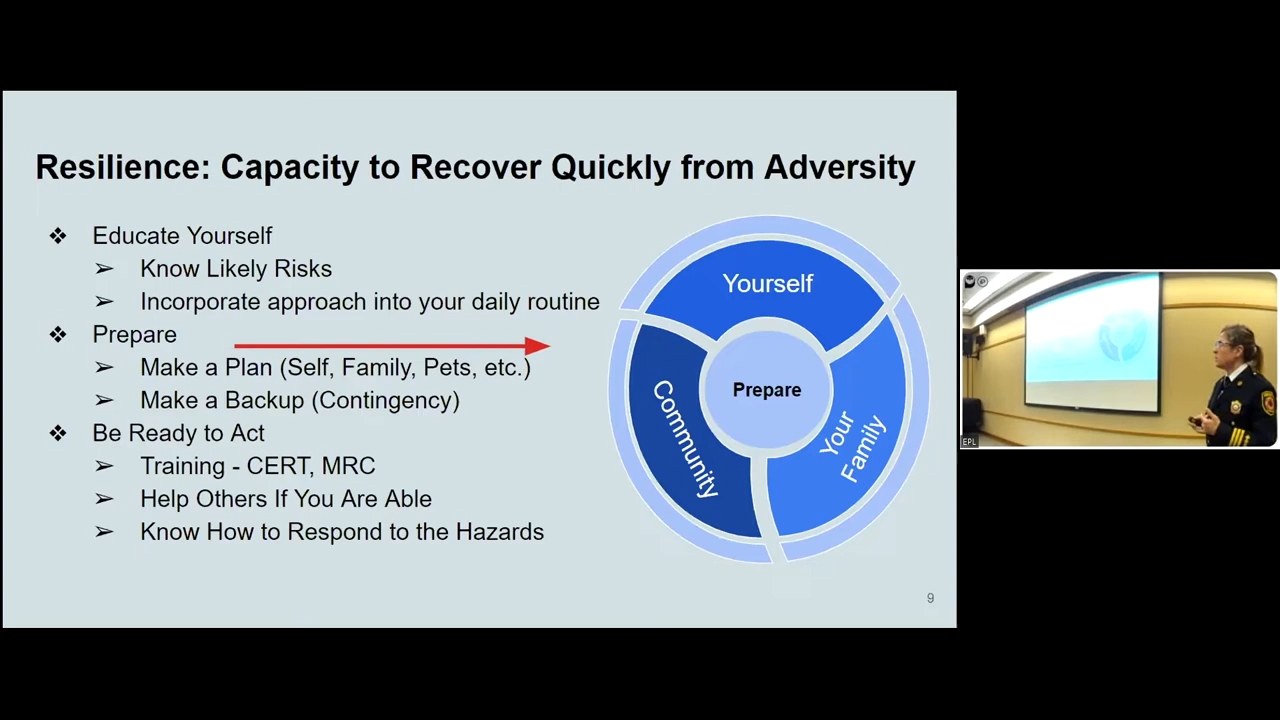 Resilience: Capacity to Recover Quickly from Adversity
❖ Educate Yourself
➢ Know Likely Risks
➢ Incorporate approach into your daily routine
❖ Prepare
➢ Make a Plan (Self, Family, Pets, etc.)
➢ Make a Backup (Contingency)
❖ Be Ready to Act
➢ Training - CERT, MRC
➢ Help Others If You Are Able
➢ Know How to Respond to the Hazards
Yourself
Prepare
Community
Your
Family
9
EPL